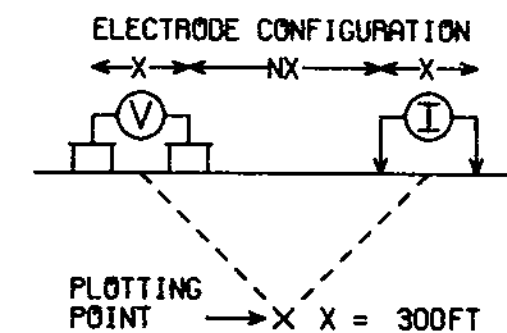 ELECTRODE CONFIGURATION
X NX X
V I
PLOTTING
POINT X X = 300FT